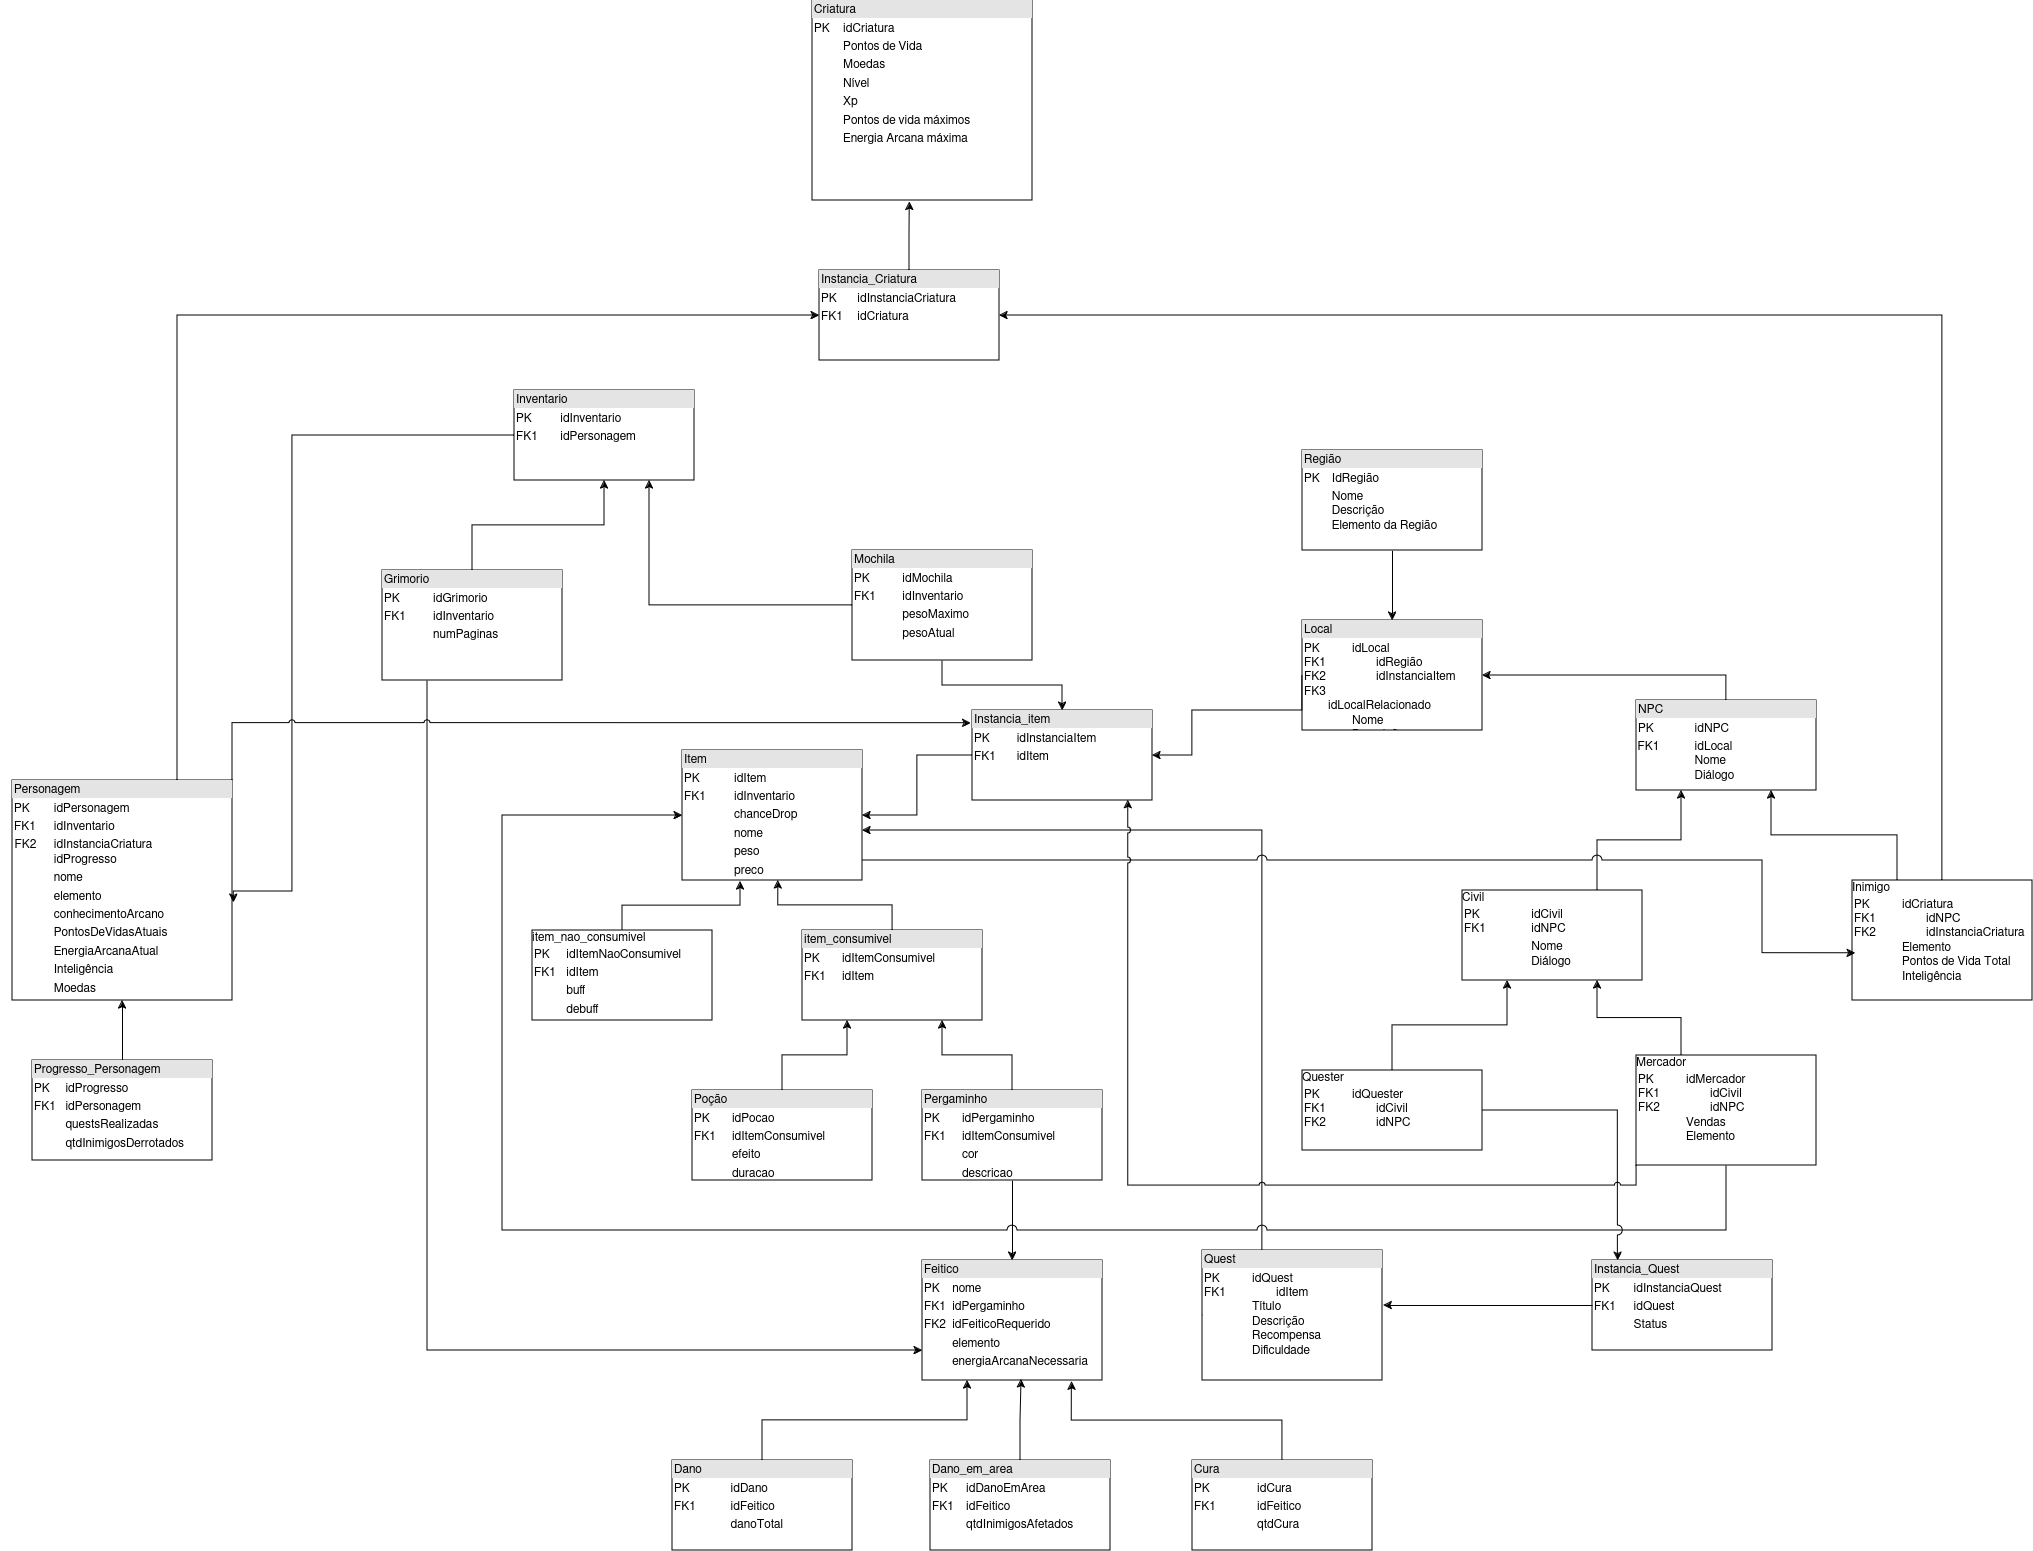 Criatura
PK idCriatura
Pontos de Vida
Moedas
Nível
Xp
Pontos de vida máximos
Energia Arcana máxima
Instancia_Criatura
PK idInstanciaCriatura
FK1 idCriatura
Inventario
PK idInventario
FK1 idPersonagem
Região
PK IdRegião
Nome
Descrição
Elemento da Região
Grimorio
PK idGrimorio
FK1 idInventario
numPaginas
Mochila
PK idMochila
FK1 idInventario
pesoMaximo
pesoAtual
Local
PK idLocal
FK1 idRegião
FK2 idInstanciaItem
FK3
idLocalRelacionado
Nome
NPC
PK idNPC
FK1 idLocal
Nome
Diálogo
Instancia_item
PK idInstanciaItem
FK1 idItem
Item
PK idItem
FK1 idInventario
chanceDrop
nome
peso
preco
Personagem
PK idPersonagem
FK1 idInventario
FK2 idInstanciaCriatura
idProgresso
nome
elemento
conhecimentoArcano
PontosDeVidasAtuais
EnergiaArcanaAtual
Inteligência
Moedas
item_nao_consumivel
PK idItemNaoConsumivel
FK1 idItem
buff
debuff
item_consumivel
PK idItemConsumivel
FK1 idItem
Civil
PK idCivil
FK1 idNPC
Nome
Diálogo
Inimigo
PK idCriatura
FK1 idNPC
FK2 idInstanciaCriatura
Elemento
Pontos de Vida Total
Inteligência
Progresso_Personagem
PK idProgresso
FK1 idPersonagem
questsRealizadas
qtdInimigosDerrotados
Poção
PK idPocao
FK1 idItemConsumivel
efeito
duracao
Pergaminho
PK idPergaminho
FK1 idItemConsumivel
cor
descricao
Quester
PK idQuester
FK1 idCivil
FK2 idNPC
Mercador
PK idMercador
FK1 idCivil
FK2 idNPC
Vendas
Elemento
Feitico
PK nome
FK1 idPergaminho
FK2 idFeiticoRequerido
elemento
energiaArcanaNecessaria
Quest
PK idQuest
FK1 idItem
Título
Descrição
Recompensa
Dificuldade
Instancia_Quest
PK idInstanciaQuest
FK1 idQuest
Status
Dano
PK idDano
FK1 idFeitico
danoTotal
Dano_em_area
PK idDanoEmArea
FK1 idFeitico
qtdInimigosAfetados
Cura
PK idCura
FK1 idFeitico
qtdCura